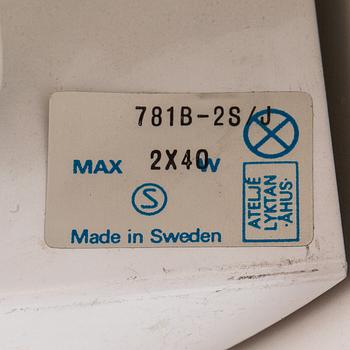 781B-2S/J
MAX 2X40 W
S
Made in Sweden
ATELJÉ
LYKTAN
·ÅHUS·